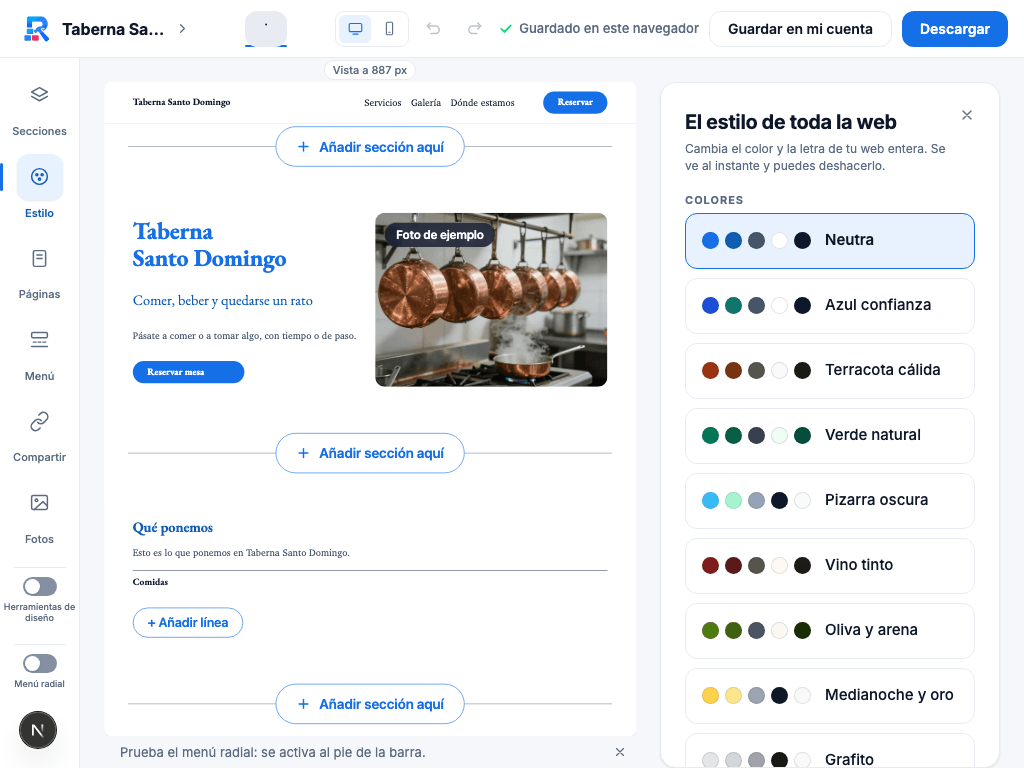 Taberna Sa...
Guardado en este navegador
Guardar en mi cuenta
Descargar
Vista a 887 px
Secciones
Estilo
Páginas
Menú
Compartir
Fotos
Herramientas de
diseño
Menú radial
N
Taberna Santo Domingo
Servicios Galería Dónde estamos
Reservar
+ Añadir sección aquí
Taberna
Santo Domingo
Comer, beber y quedarse un rato
Pásate a comer o a tomar algo, con tiempo o de paso.
Reservar mesa
Foto de ejemplo
+ Añadir sección aquí
Qué ponemos
Esto es lo que ponemos en Taberna Santo Domingo.
Comidas
+ Añadir línea
+ Añadir sección aquí
Prueba el menú radial: se activa al pie de la barra.
El estilo de toda la web
Cambia el color y la letra de tu web entera. Se
ve al instante y puedes deshacerlo.
COLORES
Neutra
Azul confianza
Terracota cálida
Verde natural
Pizarra oscura
Vino tinto
Oliva y arena
Medianoche y oro
Grafito